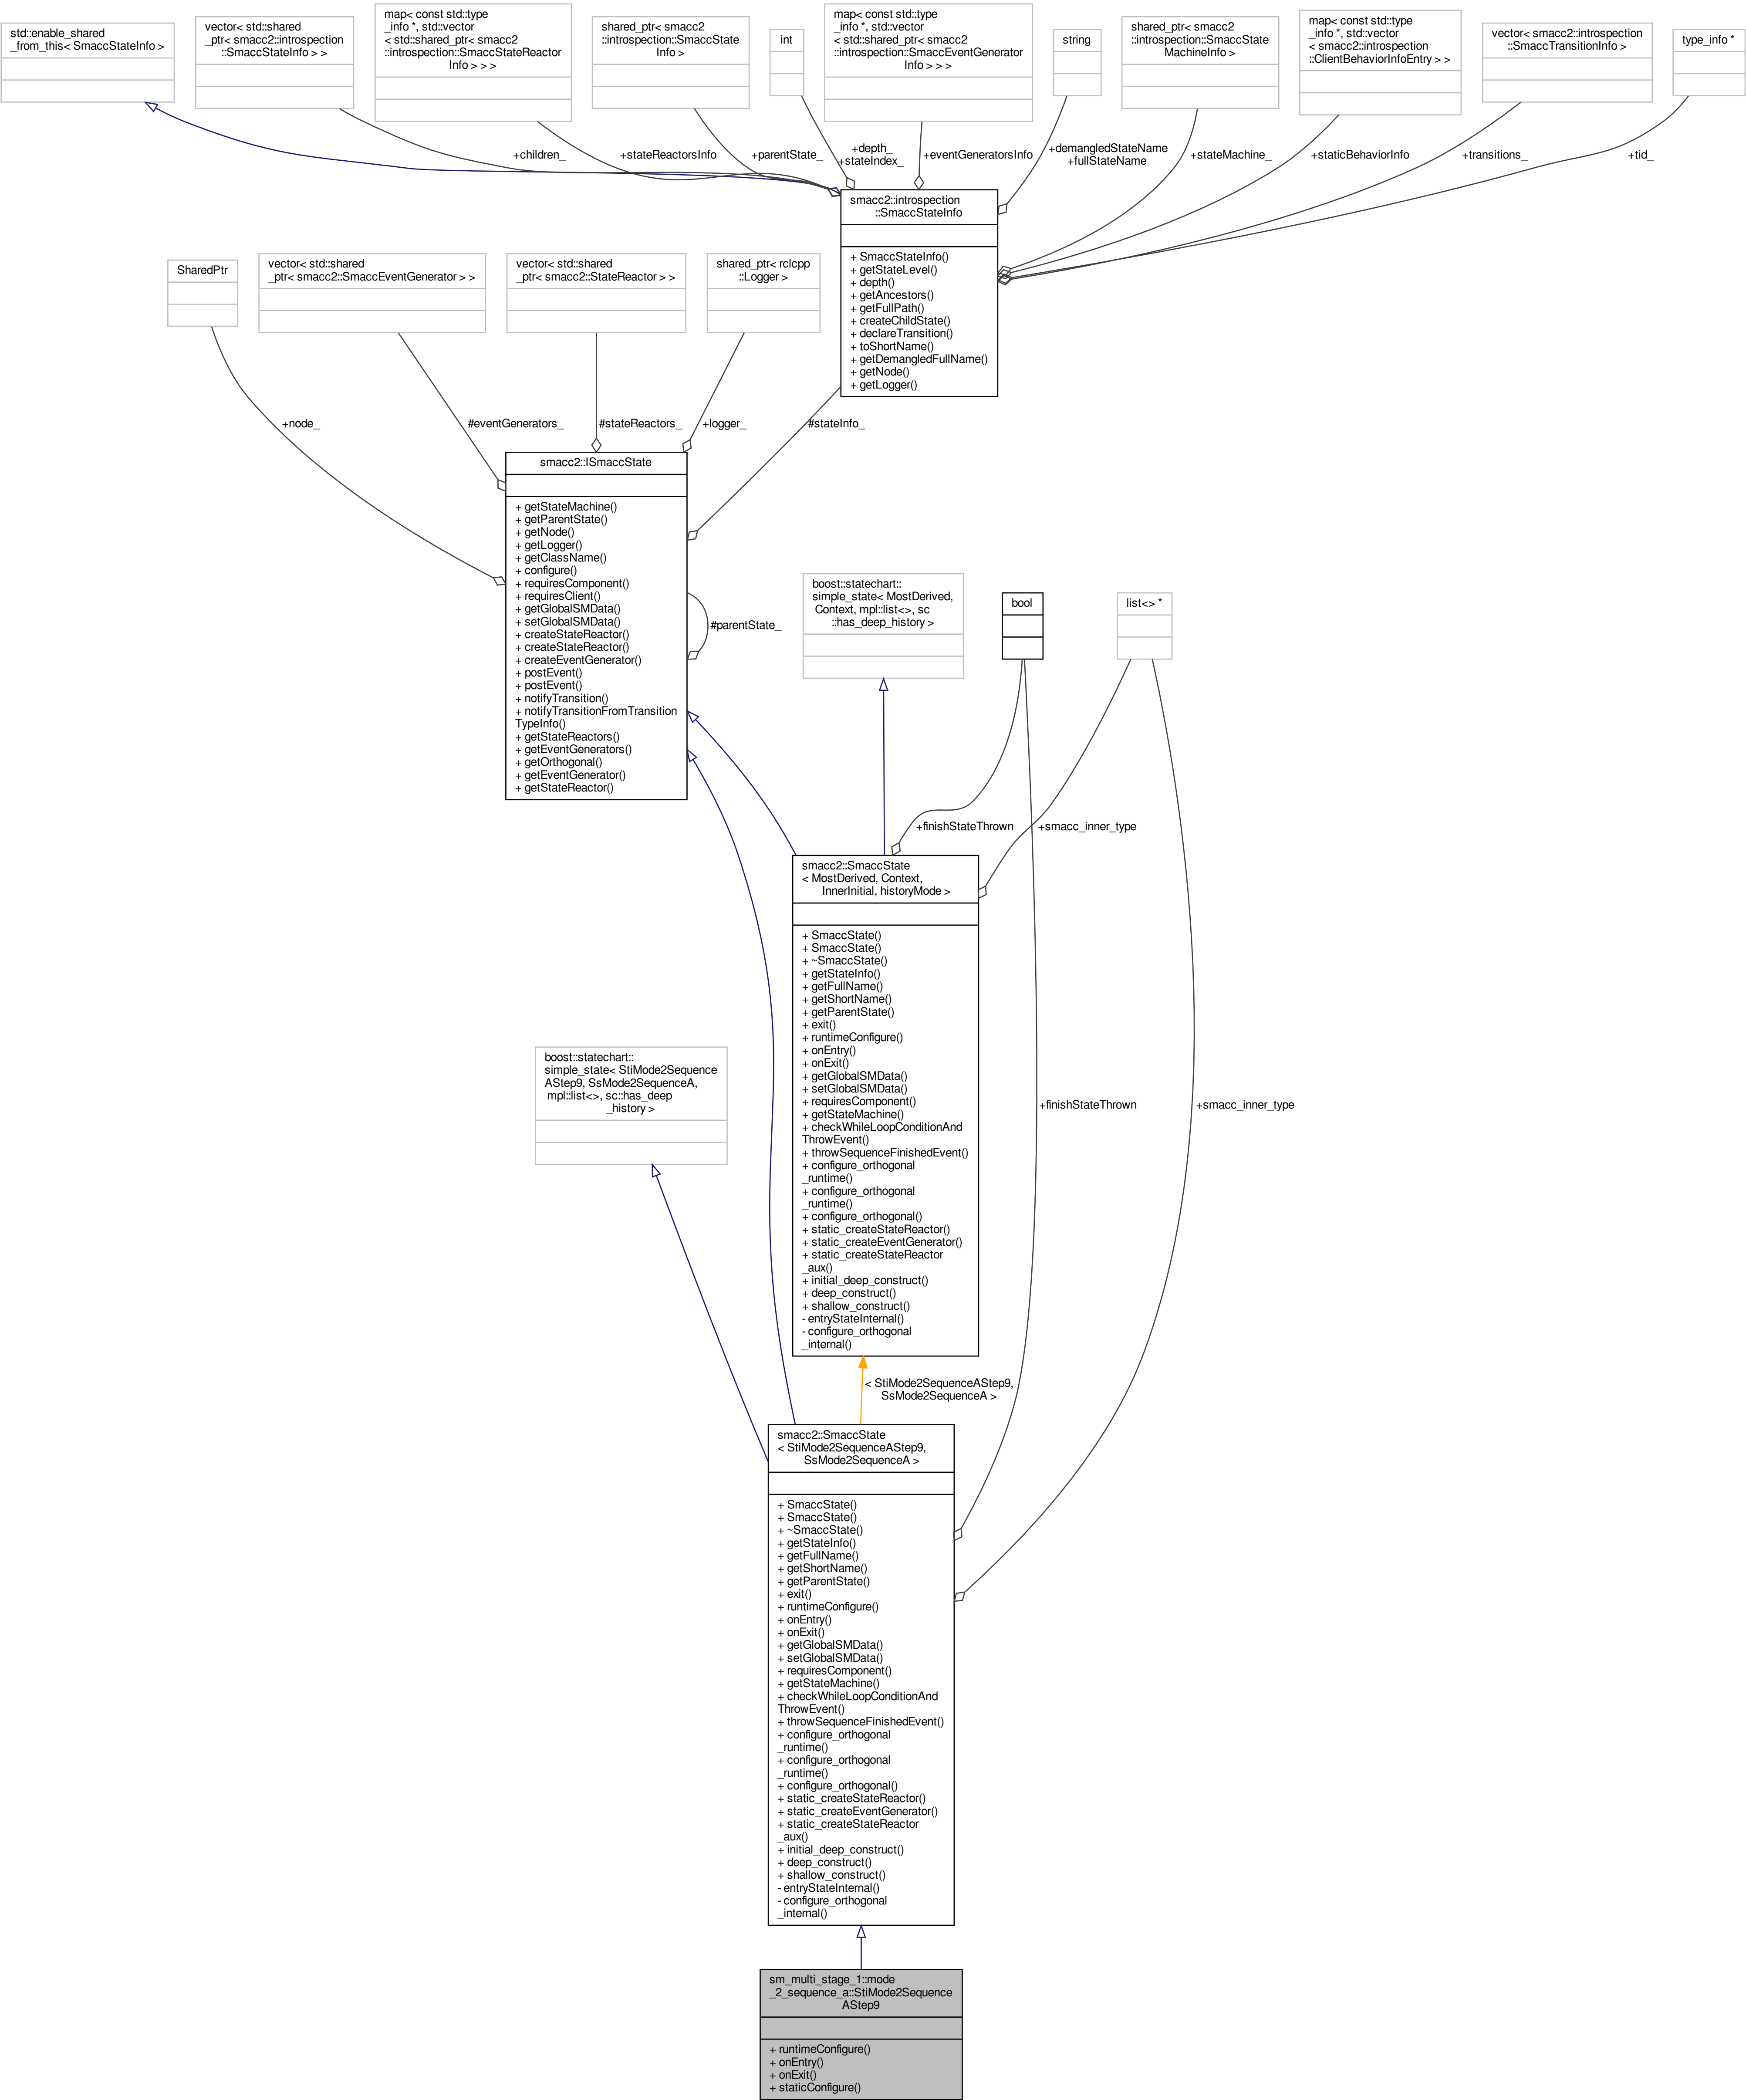 std::enable_shared
_from_this< SmaccStateInfo >
vector< std::shared
_ptr< smacc2::introspection
::SmaccStateInfo > >
map< const std::type
_info *, std::vector
< std::shared_ptr< smacc2
::introspection::SmaccStateReactor
Info > > >
shared_ptr< smacc2
::introspection::SmaccState
Info >
int
map< const std::type
_info *, std::vector
< std::shared_ptr< smacc2
::introspection::SmaccEventGenerator
Info > > >
string
shared_ptr< smacc2
::introspection::SmaccState
MachineInfo >
map< const std::type
_info *, std::vector
< smacc2::introspection
::ClientBehaviorInfoEntry > >
vector< smacc2::introspection
::SmaccTransitionInfo >
type_info *
+children_
+stateReactorsInfo
+parentState_
+depth_
+stateIndex_
+eventGeneratorsInfo
+demangledStateName
+fullStateName
+stateMachine_
+staticBehaviorInfo
+transitions_
+tid_
smacc2::introspection
::SmaccStateInfo
+ SmaccStateInfo()
+ getStateLevel()
+ depth()
+ getAncestors()
+ getFullPath()
+ createChildState()
+ declareTransition()
+ toShortName()
+ getDemangledFullName()
+ getNode()
+ getLogger()
SharedPtr
vector< std::shared
_ptr< smacc2::SmaccEventGenerator > >
vector< std::shared
_ptr< smacc2::StateReactor > >
shared_ptr< rclcpp
::Logger >
+node_
#eventGenerators_
#stateReactors_
+logger_
#stateInfo_
smacc2::ISmaccState
+ getStateMachine()
+ getParentState()
+ getNode()
+ getLogger()
+ getClassName()
+ configure()
+ requiresComponent()
+ requiresClient()
+ getGlobalSMData()
+ setGlobalSMData()
+ createStateReactor()
+ createStateReactor()
+ createEventGenerator()
+ postEvent()
+ postEvent()
+ notifyTransition()
+ notifyTransitionFromTransition
TypeInfo()
+ getStateReactors()
+ getEventGenerators()
+ getOrthogonal()
+ getEventGenerator()
+ getStateReactor()
#parentState_
boost::statechart::
simple_state< MostDerived,
Context, mpl::list<>, sc
::has_deep_history >
bool
list<> *
+finishStateThrown
+smacc_inner_type
smacc2::SmaccState
< MostDerived, Context,
InnerInitial, historyMode >
+ SmaccState()
+ SmaccState()
+ ~SmaccState()
+ getStateInfo()
+ getFullName()
+ getShortName()
+ getParentState()
+ exit()
+ runtimeConfigure()
+ onEntry()
+ onExit()
+ getGlobalSMData()
+ setGlobalSMData()
+ requiresComponent()
+ getStateMachine()
+ checkWhileLoopConditionAnd
ThrowEvent()
+ throwSequenceFinishedEvent()
+ configure_orthogonal
_runtime()
+ configure_orthogonal
_runtime()
+ configure_orthogonal()
+ static_createStateReactor()
+ static_createEventGenerator()
+ static_createStateReactor
_aux()
+ initial_deep_construct()
+ deep_construct()
+ shallow_construct()
- entryStateInternal()
- configure_orthogonal
_internal()
boost::statechart::
simple_state< StiMode2Sequence
AStep9, SsMode2SequenceA,
mpl::list<>, sc::has_deep
_history >
+finishStateThrown
+smacc_inner_type
< StiMode2SequenceAStep9,
SsMode2SequenceA >
smacc2::SmaccState
< StiMode2SequenceAStep9,
SsMode2SequenceA >
+ SmaccState()
+ SmaccState()
+ ~SmaccState()
+ getStateInfo()
+ getFullName()
+ getShortName()
+ getParentState()
+ exit()
+ runtimeConfigure()
+ onEntry()
+ onExit()
+ getGlobalSMData()
+ setGlobalSMData()
+ requiresComponent()
+ getStateMachine()
+ checkWhileLoopConditionAnd
ThrowEvent()
+ throwSequenceFinishedEvent()
+ configure_orthogonal
_runtime()
+ configure_orthogonal
_runtime()
+ configure_orthogonal()
+ static_createStateReactor()
+ static_createEventGenerator()
+ static_createStateReactor
_aux()
+ initial_deep_construct()
+ deep_construct()
+ shallow_construct()
- entryStateInternal()
- configure_orthogonal
_internal()
sm_multi_stage_1::mode
_2_sequence_a::StiMode2Sequence
AStep9
+ runtimeConfigure()
+ onEntry()
+ onExit()
+ staticConfigure()